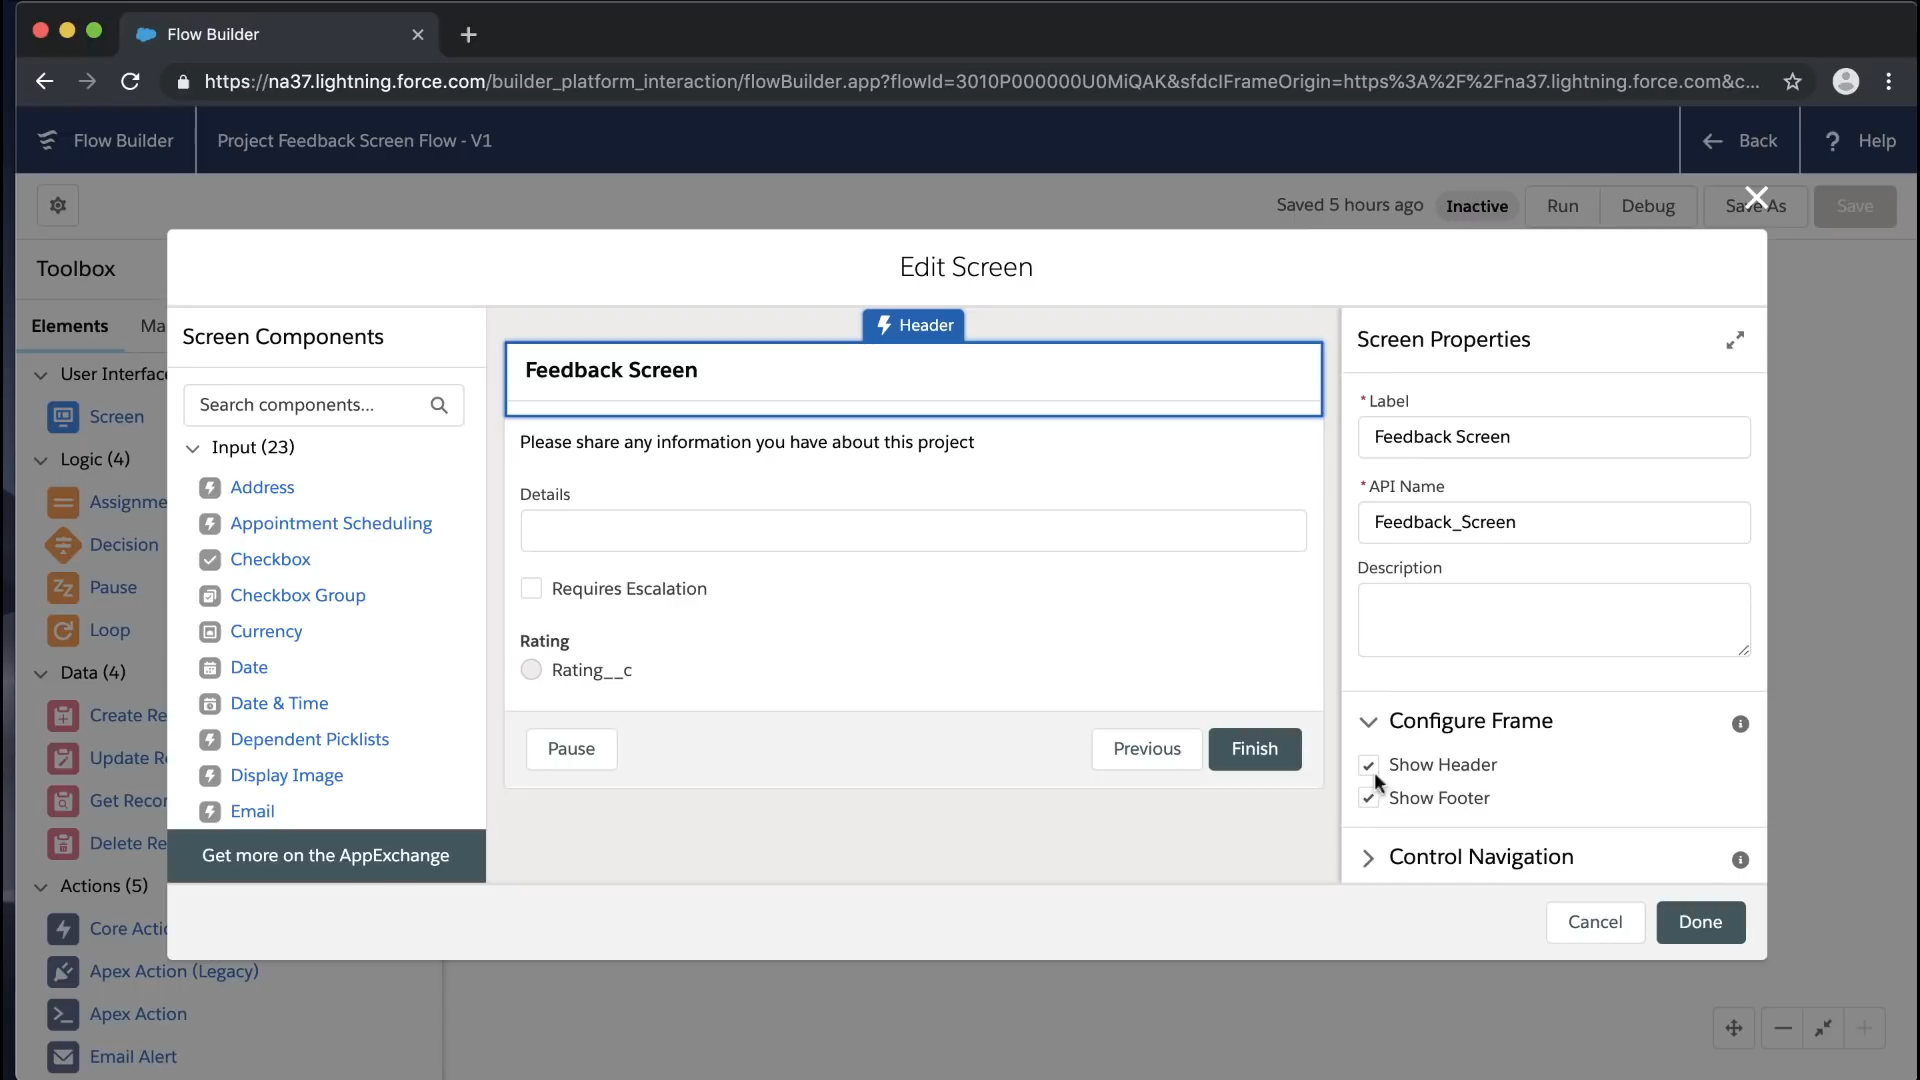 Flow Builder
https://na37.lightning.force.com/builder_platform_interaction/flowBuilder.app?flowId=3010P000000U0MiQAK&sfdcIFrameOrigin=https%3A%2F%2Fna37.lightning.force.com&c...
Flow Builder
Project Feedback Screen Flow - V1
Back
? Help
Saved 5 hours ago
Inactive
Run
Debug
Save As
Save
Toolbox
Elements
Ma
User Interface
Screen
Logic (4)
Assignme
Decision
Pause
Loop
Data (4)
Create Re
Update Re
Get Recor
Delete Re
Actions (5)
Core Actio
Apex Action (Legacy)
Apex Action
Email Alert
Edit Screen
Screen Components
Search components...
Input (23)
Address
Appointment Scheduling
Checkbox
Checkbox Group
Currency
Date
Date & Time
Dependent Picklists
Display Image
Email
Get more on the AppExchange
Header
Feedback Screen
Please share any information you have about this project
Details
Requires Escalation
Rating
Rating__c
Pause
Previous
Finish
Screen Properties
* Label
Feedback Screen
* API Name
Feedback_Screen
Description
Configure Frame
Show Header
Show Footer
Control Navigation
Cancel
Done